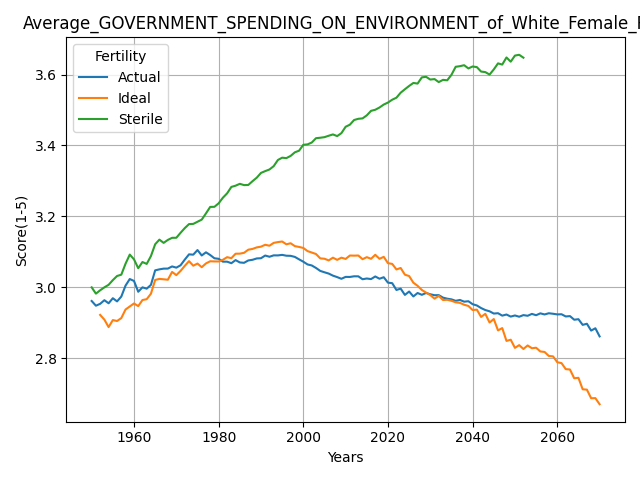 Average_GOVERNMENT_SPENDING_ON_ENVIRONMENT_of_White_Female_
Fertility
Actual
Ideal
Sterile
Score(1-5)
3.6
3.4
3.2
3.0
2.8
1960 1980 2000 2020 2040 2060
Years